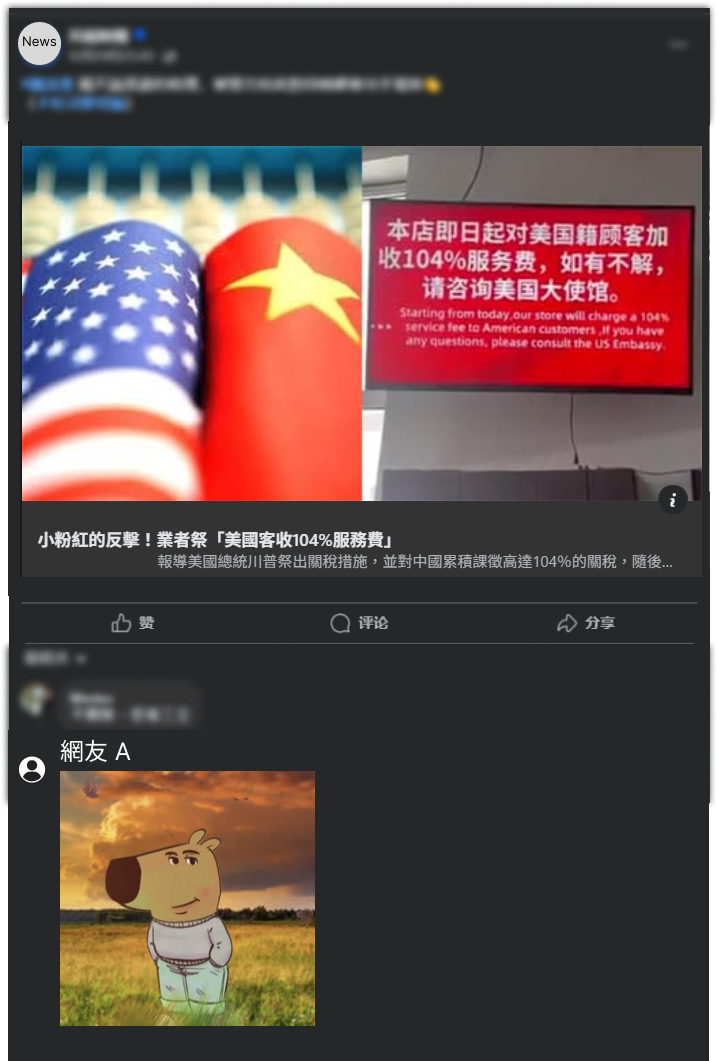 News
本店即日起对美国籍顾客加
收104%服务费，如有不解，
请咨询美国大使馆。
Starting from today,our store will charge a 104%
service fee to American customers ,If you have
any questions, please consult the US Embassy.
小粉紅的反擊！業者祭「美國客收104%服務費」
報導美國總統川普祭出關稅措施，並對中國累積課徵高達104%的關稅，隨後...
赞
评论
分享
網友 A